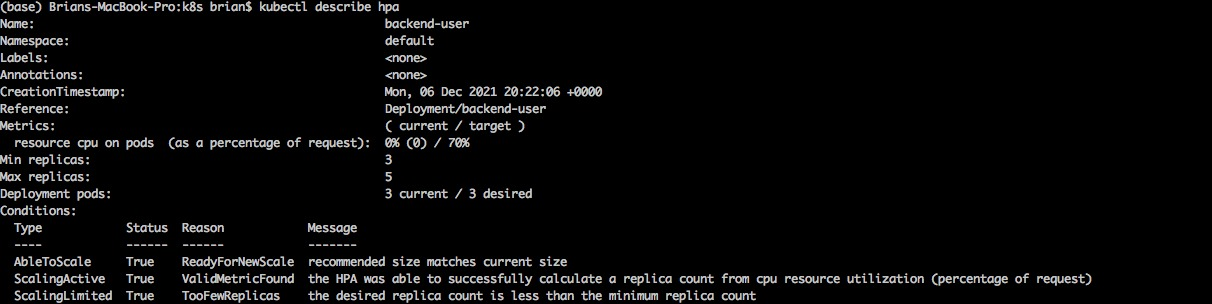 (base) Brians-MacBook-Pro:k8s brian$ kubectl describe hpa
Name:                                                  backend-user
Namespace:                                             default
Labels:                                                <none>
Annotations:                                           <none>
CreationTimestamp:                                     Mon, 06 Dec 2021 20:22:06 +0000
Reference:                                             Deployment/backend-user
Metrics:                                               ( current / target )
  resource cpu on pods  (as a percentage of request):  0% (0) / 70%
Min replicas:                                          3
Max replicas:                                          5
Deployment pods:                                       3 current / 3 desired
Conditions:
  Type            Status  Reason            Message
  ----            ------  ------            -------
  AbleToScale     True    ReadyForNewScale  recommended size matches current size
  ScalingActive   True    ValidMetricFound  the HPA was able to successfully calculate a replica count from cpu resource utilization (percentage of request)
  ScalingLimited  True    TooFewReplicas    the desired replica count is less than the minimum replica count